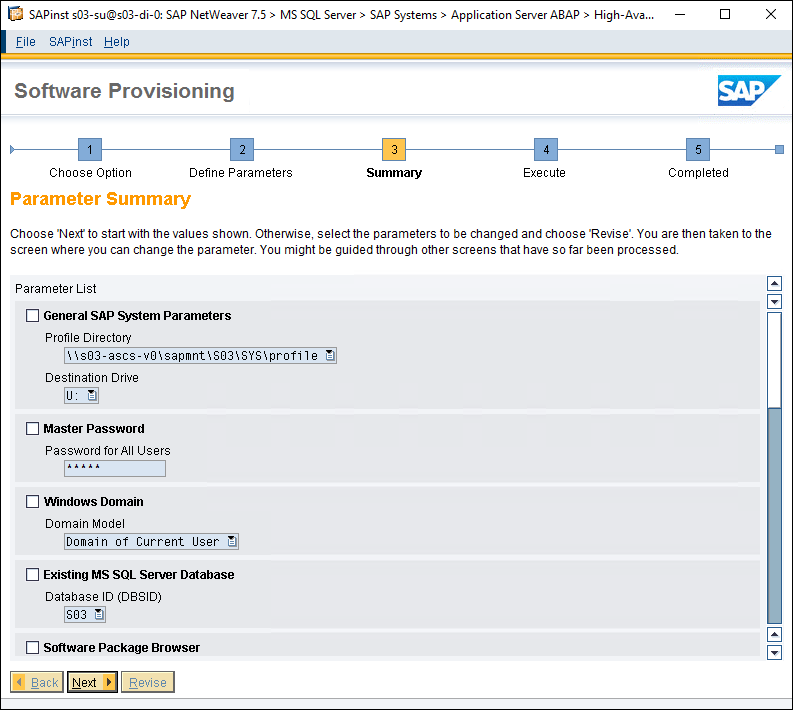 SAPinst s03-su@s03-di-0: SAP NetWeaver 7.5 > MS SQL Server > SAP Systems > Application Server ABAP > High-Ava...
File SAPinst Help
Software Provisioning
SAP
1 2 3 4 5
Choose Option Define Parameters Summary Execute Completed
Parameter Summary
Choose 'Next' to start with the values shown. Otherwise, select the parameters to be changed and choose 'Revise'. You are then taken to the
screen where you can change the parameter. You might be guided through other screens that have so far been processed.
Parameter List
General SAP System Parameters
Profile Directory
\\s03-ascs-v0\sapmnt\S03\SYS\profile
Destination Drive
U:
Master Password
Password for All Users
*****
Windows Domain
Domain Model
Domain of Current User
Existing MS SQL Server Database
Database ID (DBSID)
S03
Software Package Browser
Back Next Revise